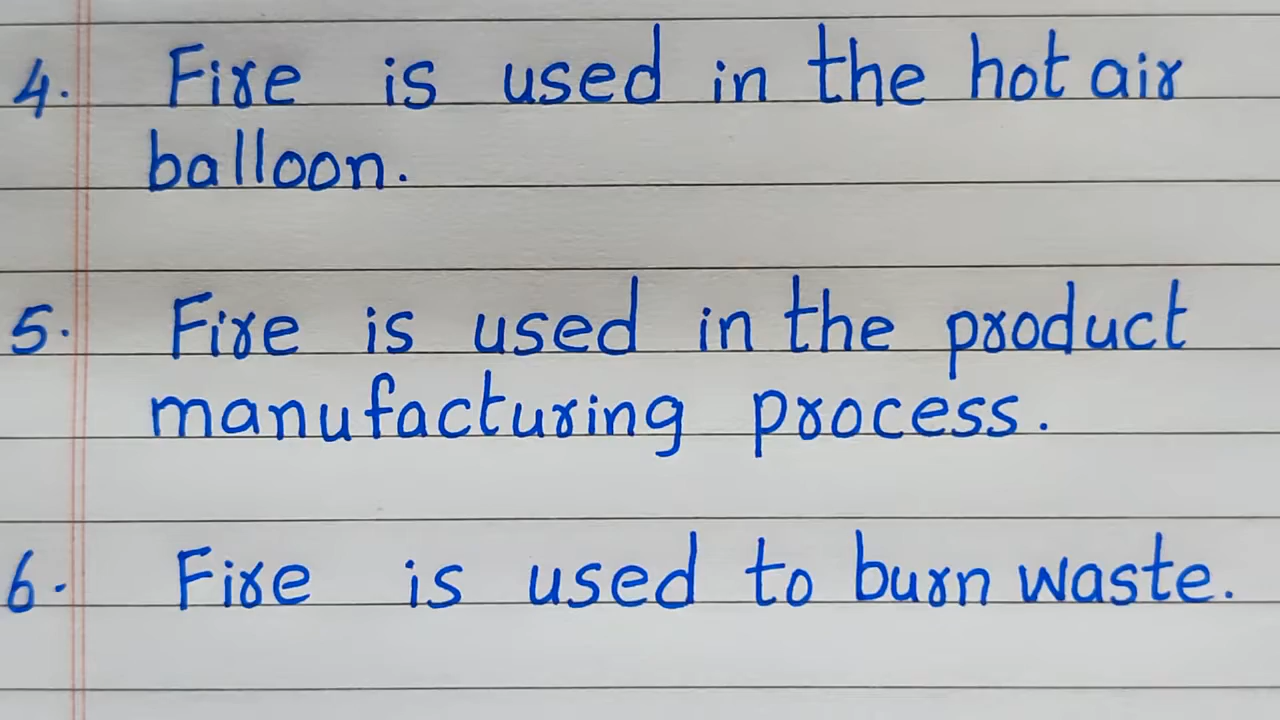 4. Fire is used in the hot air
balloon.
5. Fire is used in the product
manufacturing process.
6. Fire is used to burn waste.